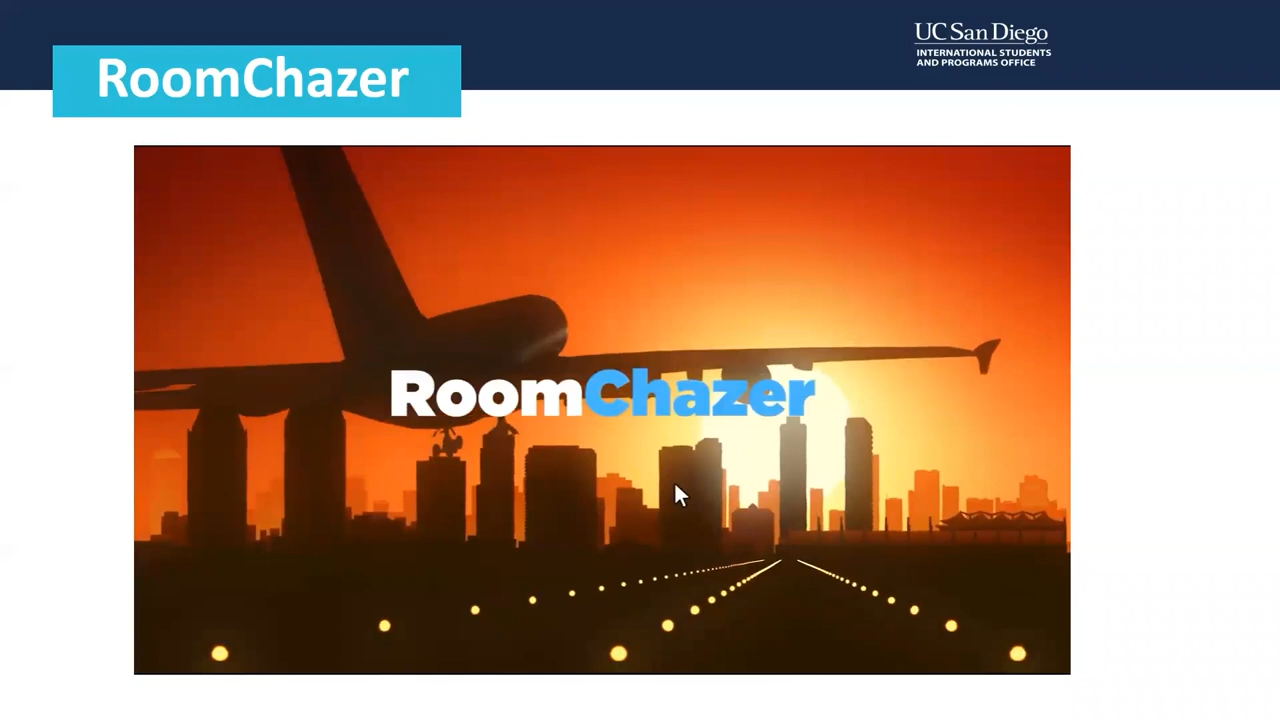 UC San Diego
INTERNATIONAL STUDENTS
AND PROGRAMS OFFICE
RoomChazer
RoomChazer